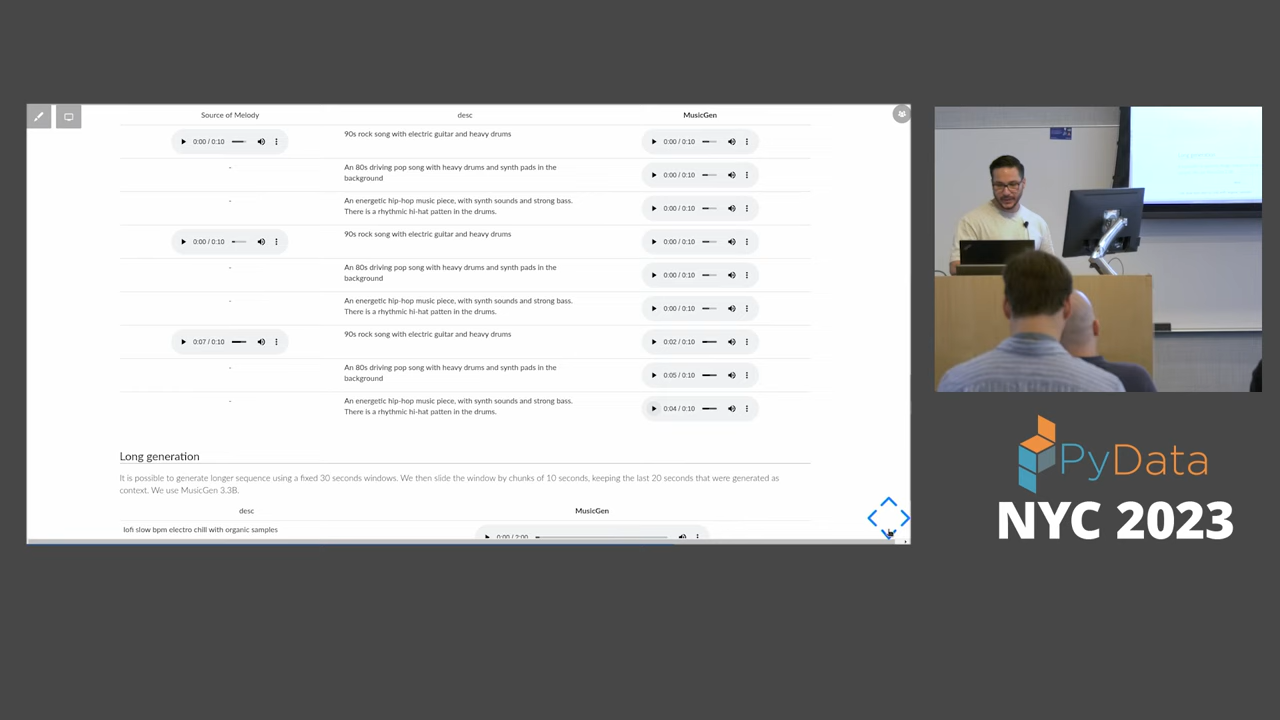 Source of Melody desc MusicGen
0:00 / 0:10 90s rock song with electric guitar and heavy drums 0:00 / 0:10
- An 80s driving pop song with heavy drums and synth pads in the
background 0:00 / 0:10
- An energetic hip-hop music piece, with synth sounds and strong bass.
There is a rhythmic hi-hat patten in the drums. 0:00 / 0:10
0:00 / 0:10 90s rock song with electric guitar and heavy drums 0:00 / 0:10
- An 80s driving pop song with heavy drums and synth pads in the
background 0:00 / 0:10
- An energetic hip-hop music piece, with synth sounds and strong bass.
There is a rhythmic hi-hat patten in the drums. 0:00 / 0:10
0:07 / 0:10 90s rock song with electric guitar and heavy drums 0:02 / 0:10
- An 80s driving pop song with heavy drums and synth pads in the
background 0:05 / 0:10
- An energetic hip-hop music piece, with synth sounds and strong bass.
There is a rhythmic hi-hat patten in the drums. 0:04 / 0:10
Long generation
It is possible to generate longer sequence using a fixed 30 seconds windows. We then slide the window by chunks of 10 seconds, keeping the last 20 seconds that were generated as
context. We use MusicGen 3.3B.
desc MusicGen
lofi slow bpm electro chill with organic samples 0:00 / 2:00
PyData
NYC 2023